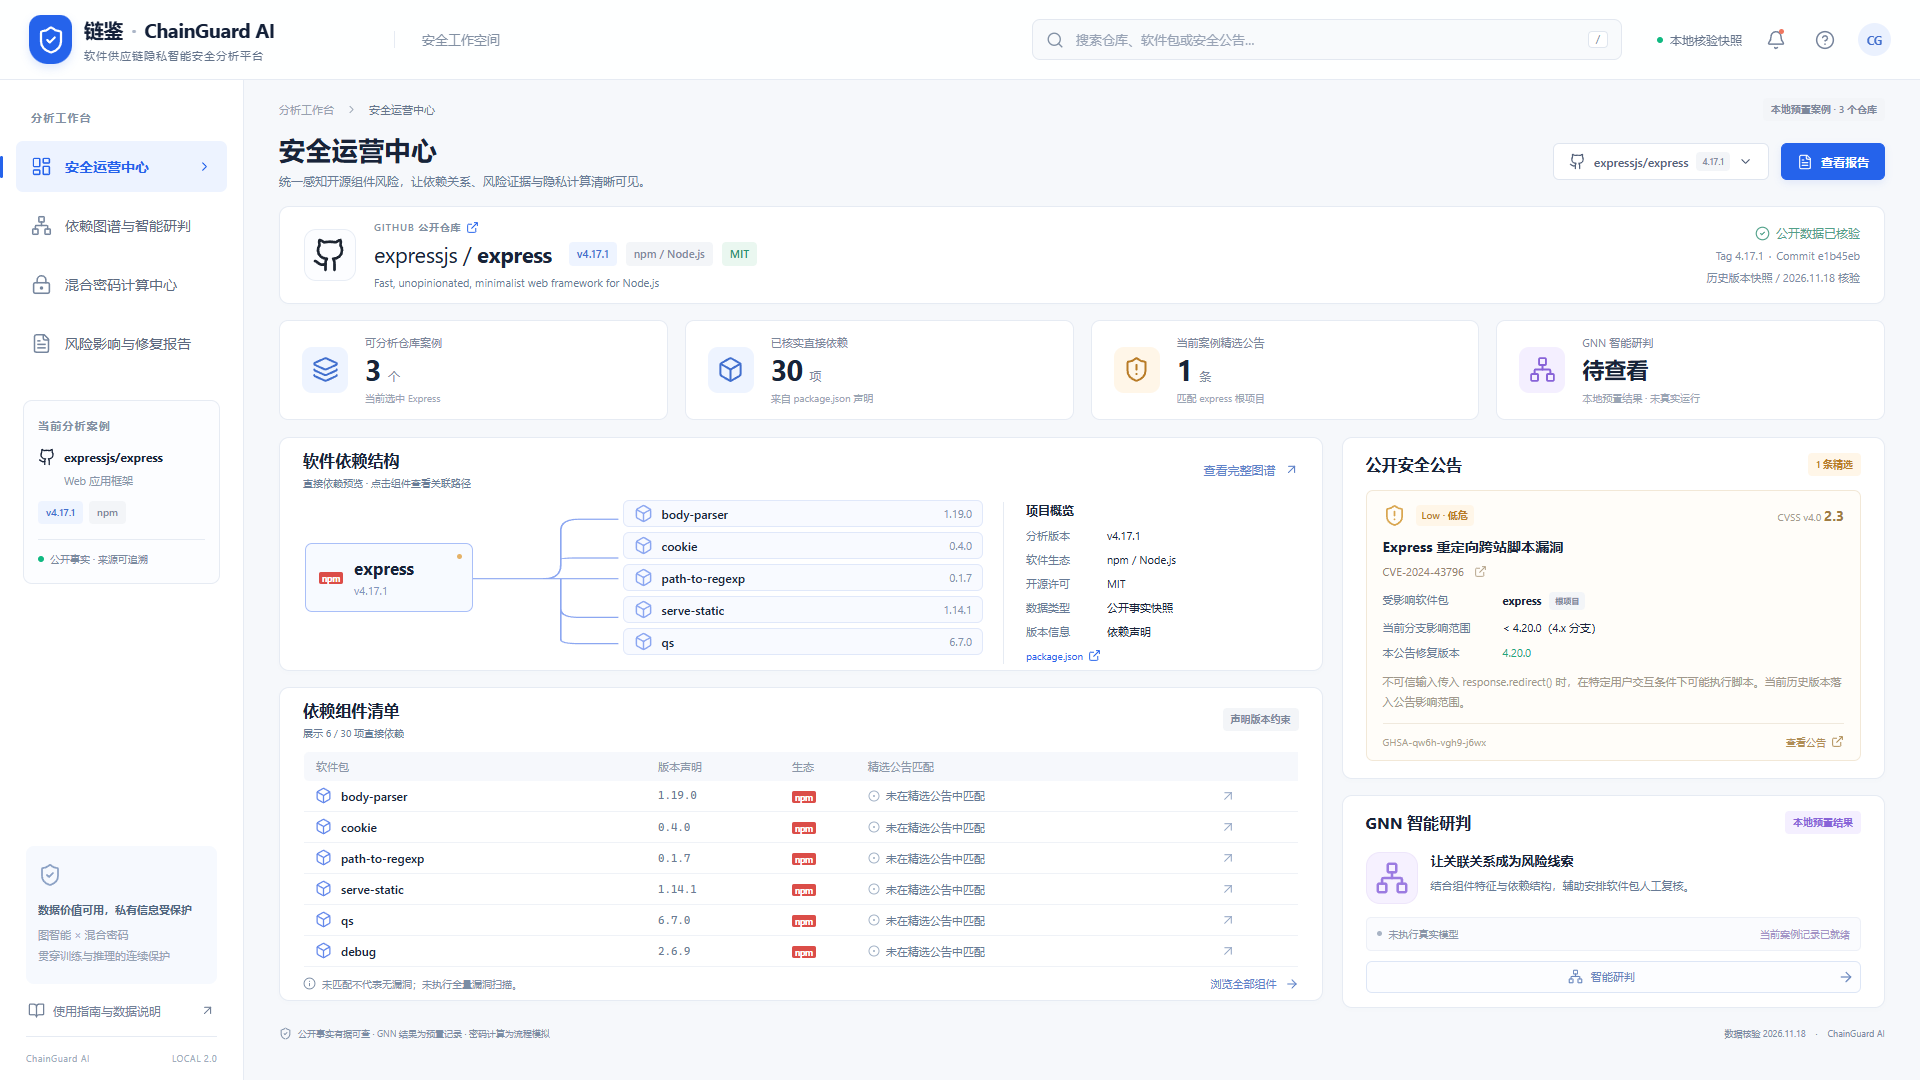 链鉴 · ChainGuard AI
软件供应链隐私智能安全分析平台
安全工作空间
搜索仓库、软件包或安全公告...
/
本地核验快照
CG
分析工作台
安全运营中心
依赖图谱与智能研判
混合密码计算中心
风险影响与修复报告
当前分析案例
expressjs/express
Web 应用框架
v4.17.1
npm
公开事实 · 来源可追溯
数据价值可用，私有信息受保护
图智能 × 混合密码
贯穿训练与推理的连续保护
使用指南与数据说明
ChainGuard AI
LOCAL 2.0
分析工作台
安全运营中心
本地预置案例 · 3 个仓库
安全运营中心
统一感知开源组件风险，让依赖关系、风险证据与隐私计算清晰可见。
expressjs/express
4.17.1
查看报告
GITHUB 公开仓库
expressjs / express
v4.17.1
npm / Node.js
MIT
Fast, unopinionated, minimalist web framework for Node.js
公开数据已核验
Tag 4.17.1 · Commit e1b45eb
历史版本快照 / 2026.11.18 核验
可分析仓库案例
3 个
当前选中 Express
已核实直接依赖
30 项
来自 package.json 声明
当前案例精选公告
1 条
匹配 express 根项目
GNN 智能研判
待查看
本地预置结果 · 未真实运行
软件依赖结构
直接依赖预览 · 点击组件查看关联路径
查看完整图谱
npm
express
v4.17.1
body-parser
1.19.0
cookie
0.4.0
path-to-regexp
0.1.7
serve-static
1.14.1
qs
6.7.0
项目概览
分析版本
v4.17.1
软件生态
npm / Node.js
开源许可
MIT
数据类型
公开事实快照
版本信息
依赖声明
package.json
依赖组件清单
展示 6 / 30 项直接依赖
声明版本约束
软件包
版本声明
生态
精选公告匹配
body-parser
1.19.0
npm
未在精选公告中匹配
cookie
0.4.0
npm
未在精选公告中匹配
path-to-regexp
0.1.7
npm
未在精选公告中匹配
serve-static
1.14.1
npm
未在精选公告中匹配
qs
6.7.0
npm
未在精选公告中匹配
debug
2.6.9
npm
未在精选公告中匹配
未匹配不代表无漏洞；未执行全量漏洞扫描。
浏览全部组件
公开安全公告
1 条精选
Low · 低危
CVSS v4.0 2.3
Express 重定向跨站脚本漏洞
CVE-2024-43796
受影响软件包
express
根项目
当前分支影响范围
< 4.20.0（4.x 分支）
本公告修复版本
4.20.0
不可信输入传入 response.redirect() 时，在特定用户交互条件下可能执行脚本。当前历史版本落
入公告影响范围。
GHSA-qw6h-vgh9-j6wx
查看公告
GNN 智能研判
本地预置结果
让关联关系成为风险线索
结合组件特征与依赖结构，辅助安排软件包人工复核。
未执行真实模型
当前案例记录已就绪
智能研判
公开事实有据可查 · GNN 结果为预置记录 · 密码计算为流程模拟
数据核验 2026.11.18 · ChainGuard AI